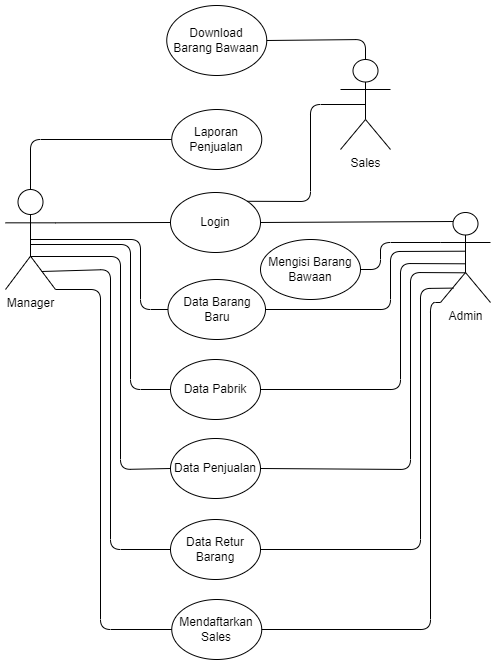 Download
Barang Bawaan
Laporan
Penjualan
Sales
Login
Mengisi Barang
Bawaan
Manager
Data Barang
Baru
Admin
Data Pabrik
Data Penjualan
Data Retur
Barang
Mendaftarkan
Sales